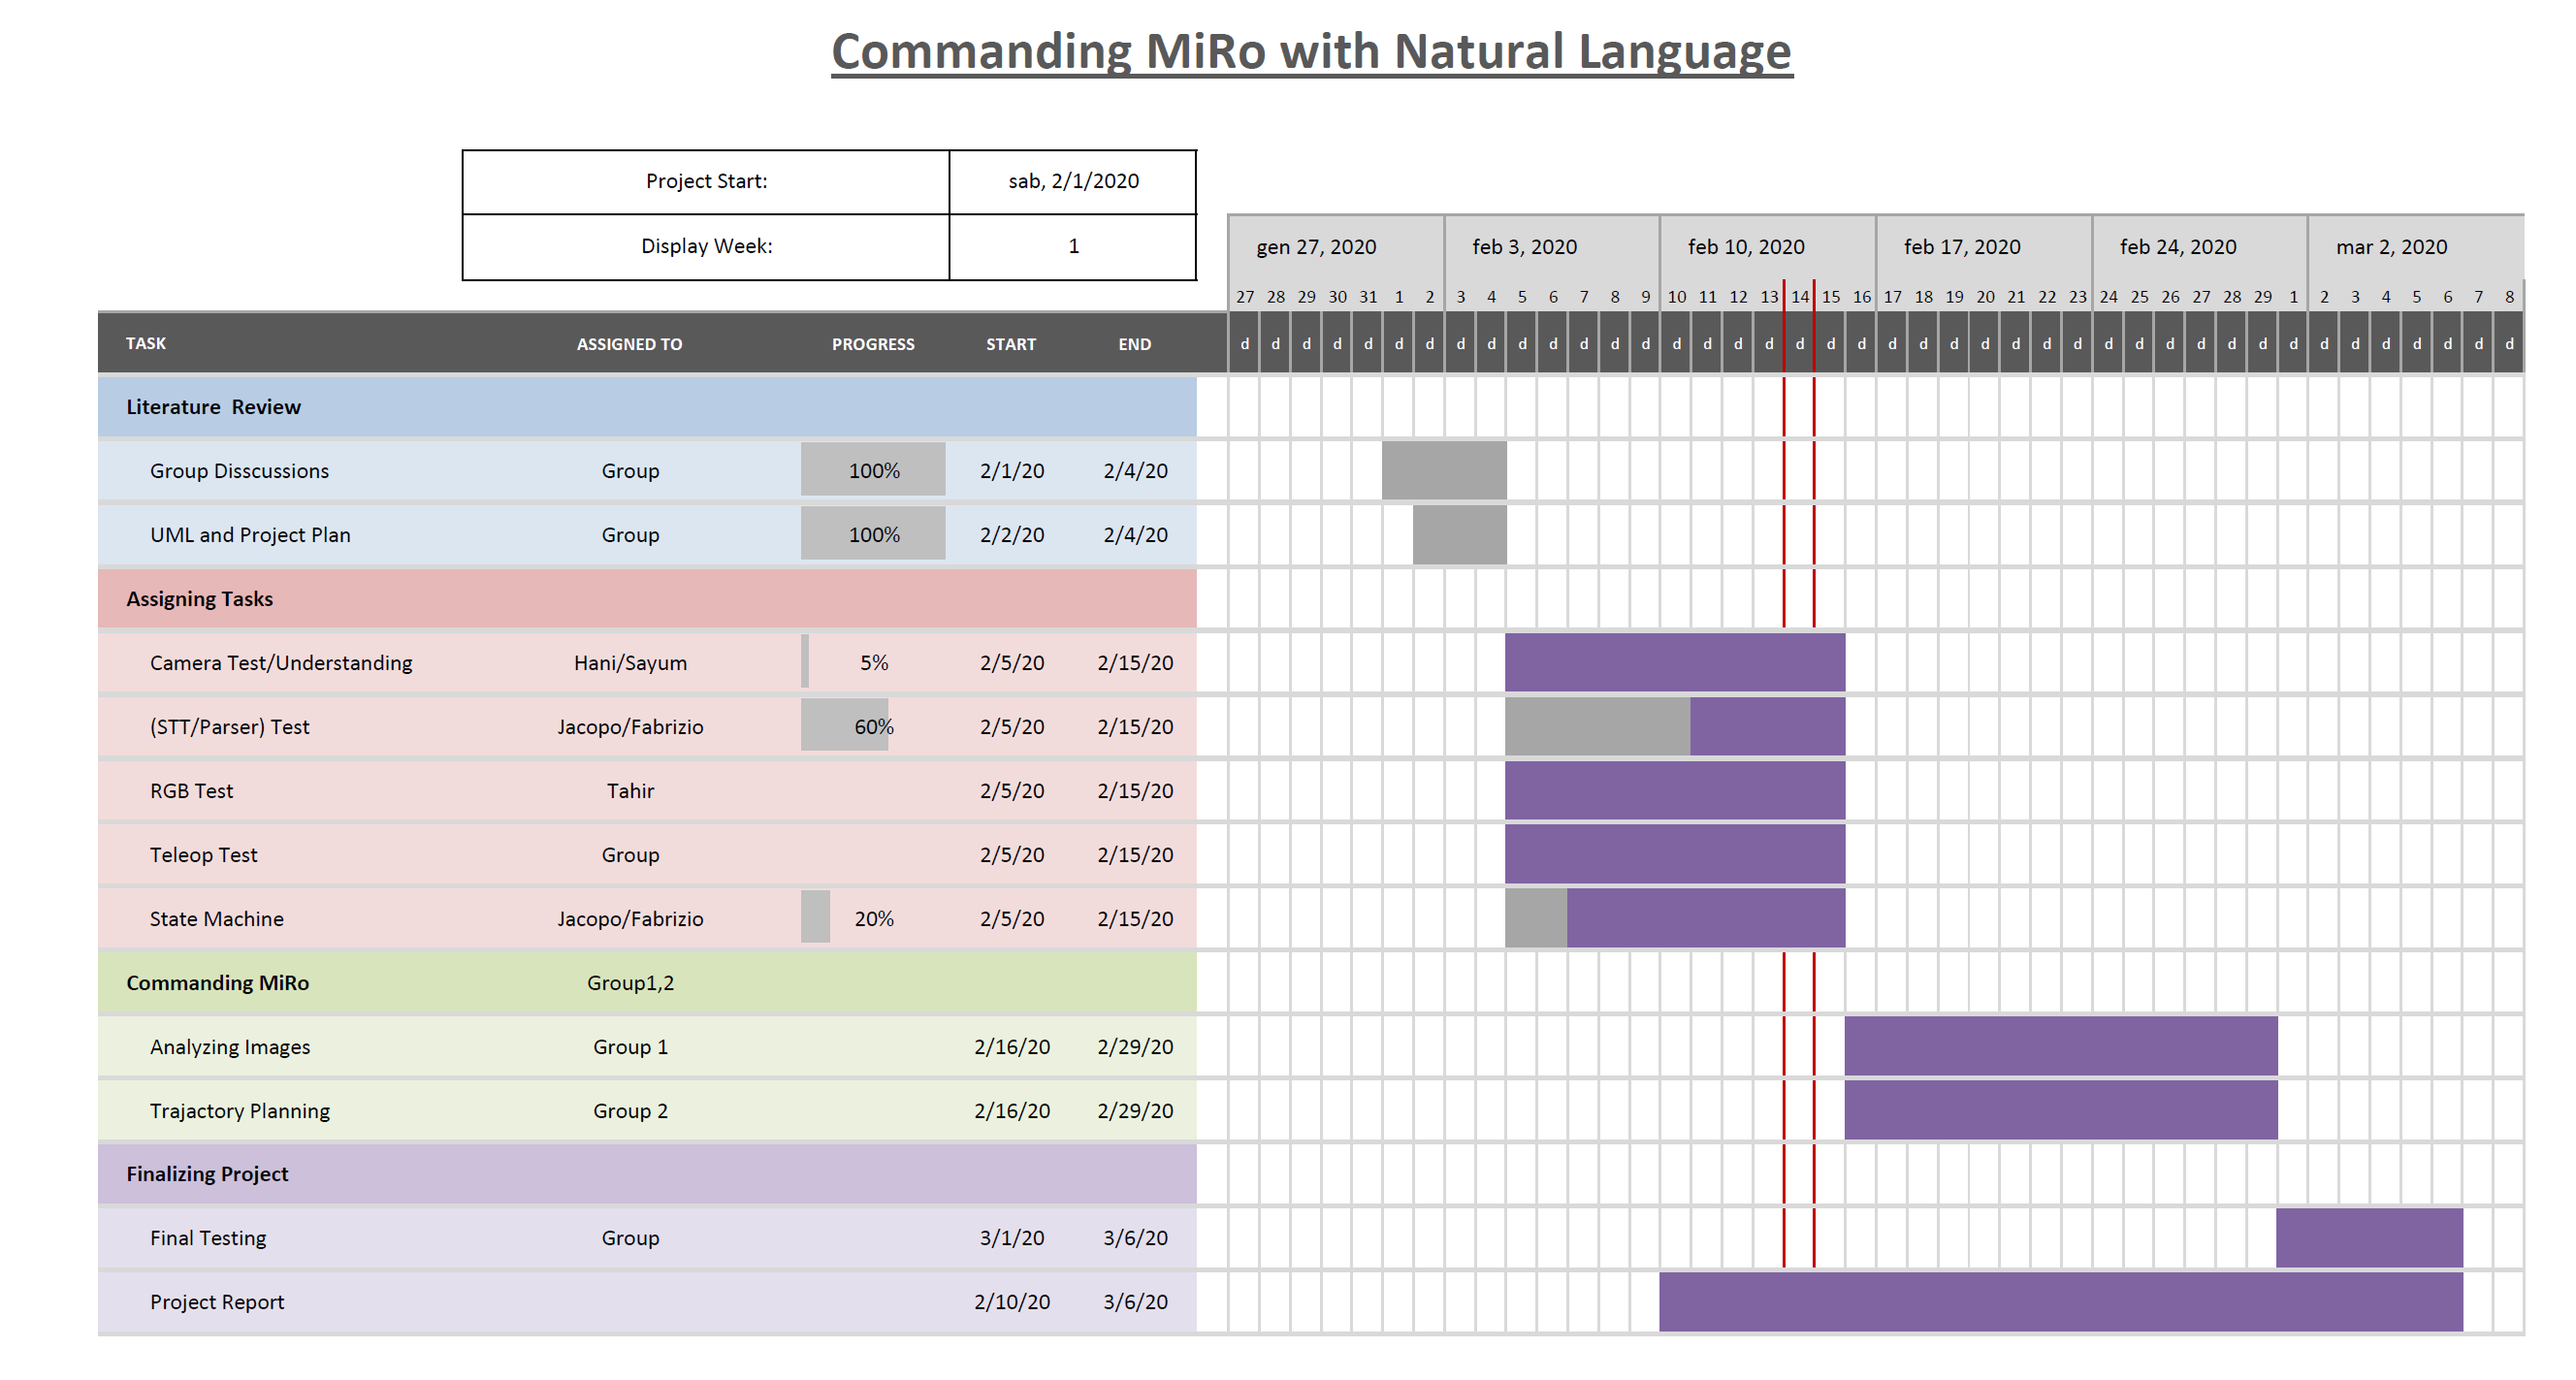 Commanding MiRo with Natural Language
Project Start: sab, 2/1/2020
Display Week: 1
gen 27, 2020 feb 3, 2020 feb 10, 2020 feb 17, 2020 feb 24, 2020 mar 2, 2020
27 28 29 30 31 1 2 3 4 5 6 7 8 9 10 11 12 13 14 15 16 17 18 19 20 21 22 23 24 25 26 27 28 29 1 2 3 4 5 6 7 8
TASK ASSIGNED TO PROGRESS START END d d d d d d d d d d d d d d d d d d d d d d d d d d d d d d d d d d d d d d d d d d
Literature Review
Group Disscussions Group 100% 2/1/20 2/4/20
UML and Project Plan Group 100% 2/2/20 2/4/20
Assigning Tasks
Camera Test/Understanding Hani/Sayum 5% 2/5/20 2/15/20
(STT/Parser) Test Jacopo/Fabrizio 60% 2/5/20 2/15/20
RGB Test Tahir 2/5/20 2/15/20
Teleop Test Group 2/5/20 2/15/20
State Machine Jacopo/Fabrizio 20% 2/5/20 2/15/20
Commanding MiRo Group1,2
Analyzing Images Group 1 2/16/20 2/29/20
Trajactory Planning Group 2 2/16/20 2/29/20
Finalizing Project
Final Testing Group 3/1/20 3/6/20
Project Report 2/10/20 3/6/20